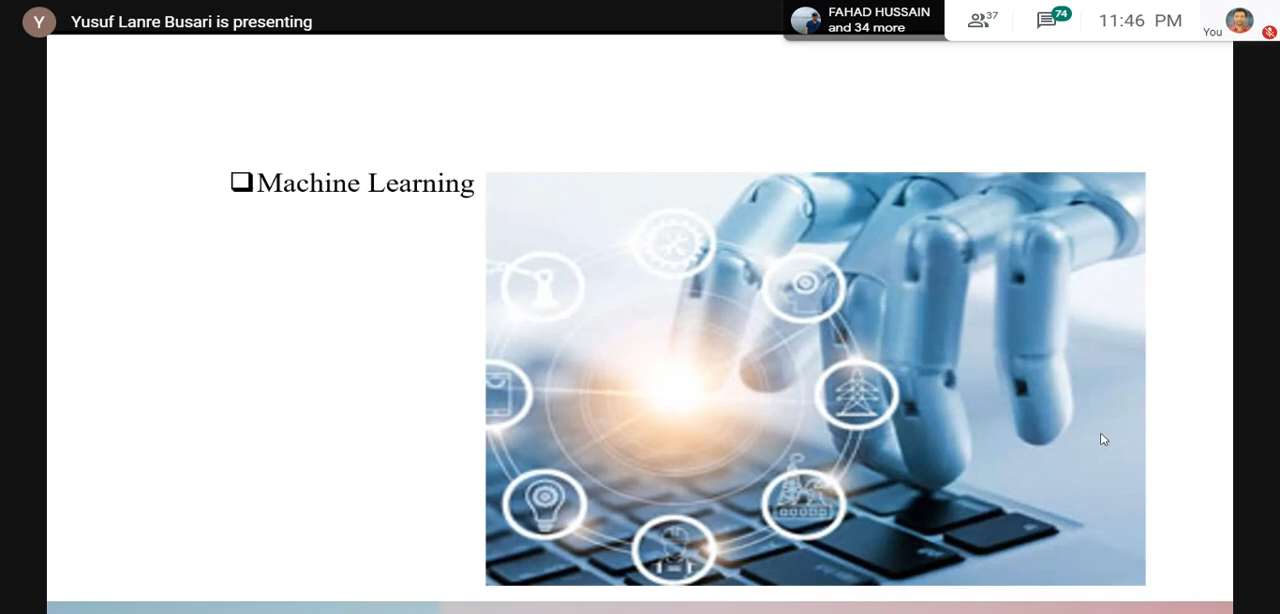 Y
Yusuf Lanre Busari is presenting
FAHAD HUSSAIN
and 34 more
37
74
11:46 PM
You
❑Machine Learning